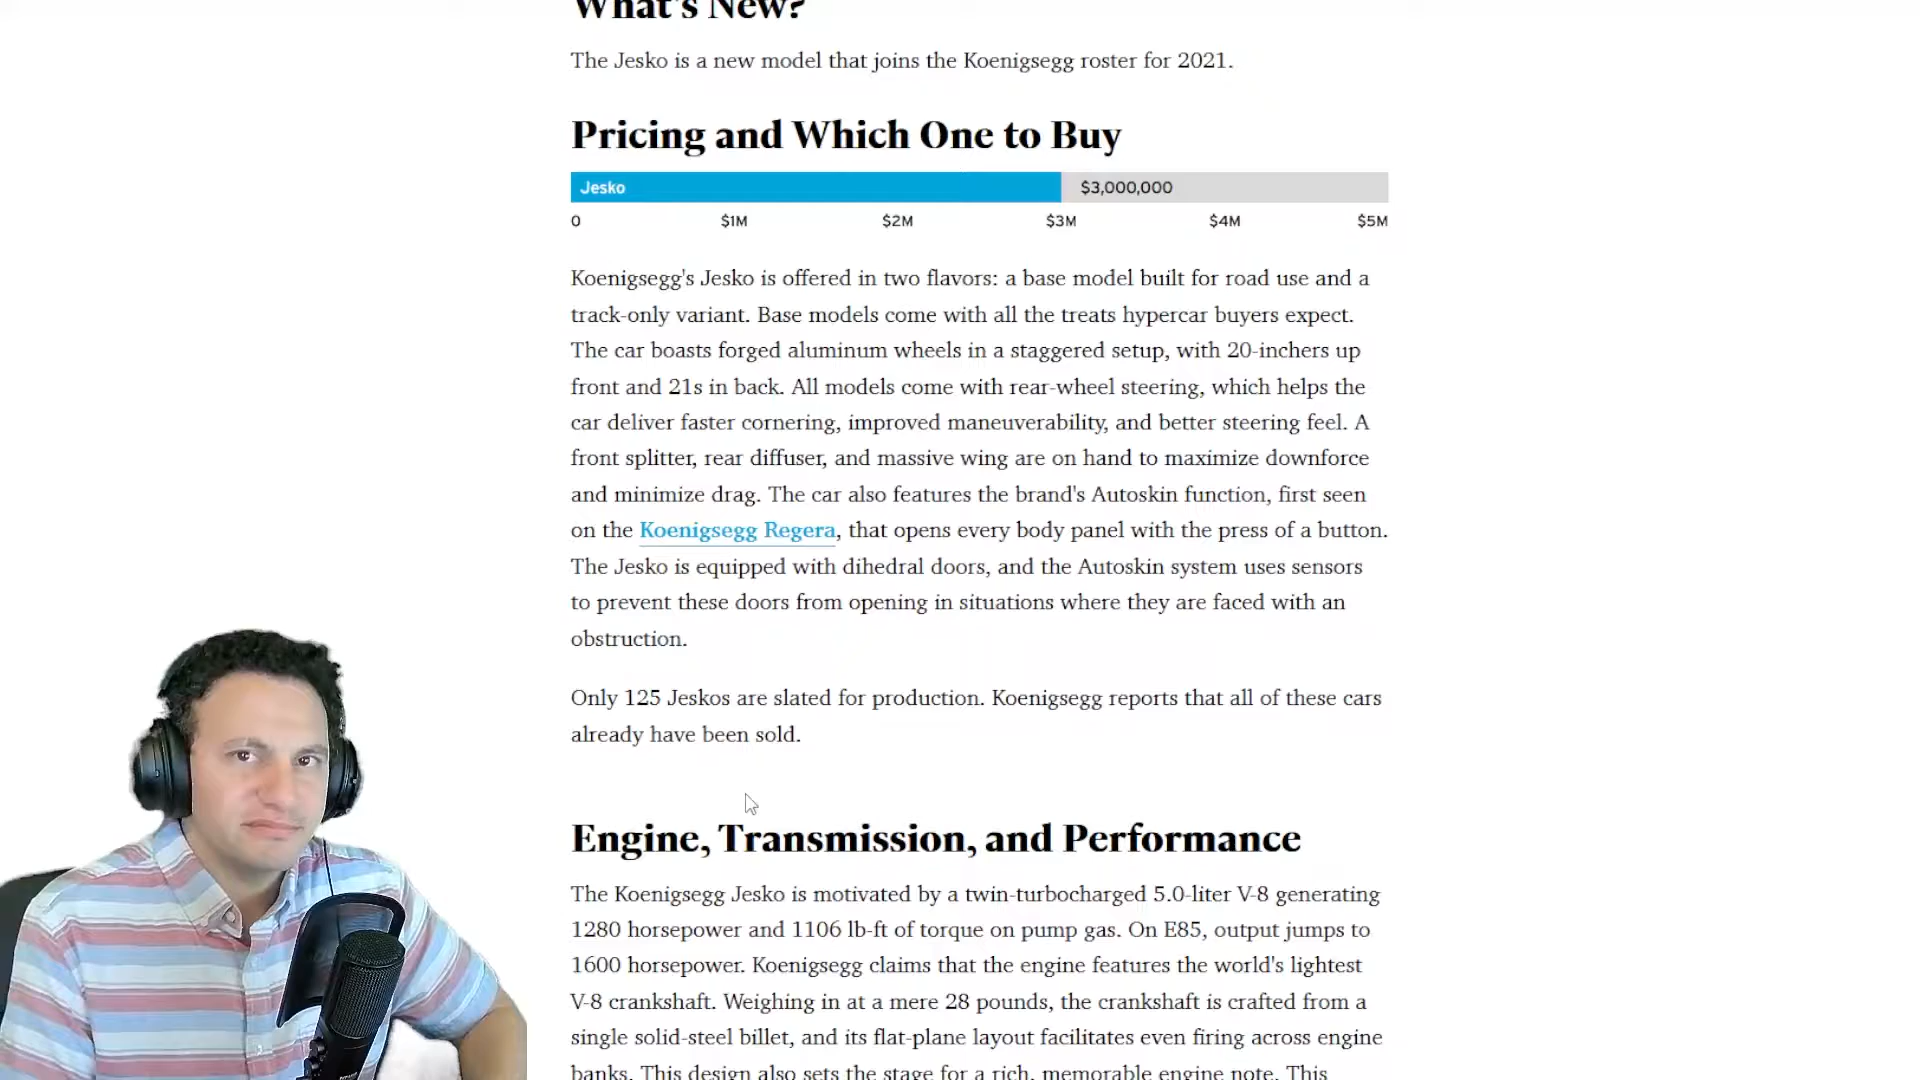 What's New?
The Jesko is a new model that joins the Koenigsegg roster for 2021.
Pricing and Which One to Buy
Jesko $3,000,000
0 $1M $2M $3M $4M $5M
Koenigsegg's Jesko is offered in two flavors: a base model built for road use and a
track-only variant. Base models come with all the treats hypercar buyers expect.
The car boasts forged aluminum wheels in a staggered setup, with 20-inchers up
front and 21s in back. All models come with rear-wheel steering, which helps the
car deliver faster cornering, improved maneuverability, and better steering feel. A
front splitter, rear diffuser, and massive wing are on hand to maximize downforce
and minimize drag. The car also features the brand's Autoskin function, first seen
on the Koenigsegg Regera, that opens every body panel with the press of a button.
The Jesko is equipped with dihedral doors, and the Autoskin system uses sensors
to prevent these doors from opening in situations where they are faced with an
obstruction.
Only 125 Jeskos are slated for production. Koenigsegg reports that all of these cars
already have been sold.
Engine, Transmission, and Performance
The Koenigsegg Jesko is motivated by a twin-turbocharged 5.0-liter V-8 generating
1280 horsepower and 1106 lb-ft of torque on pump gas. On E85, output jumps to
1600 horsepower. Koenigsegg claims that the engine features the world's lightest
V-8 crankshaft. Weighing in at a mere 28 pounds, the crankshaft is crafted from a
single solid-steel billet, and its flat-plane layout facilitates even firing across engine
banks. This design also sets the stage for a rich, memorable engine note. This